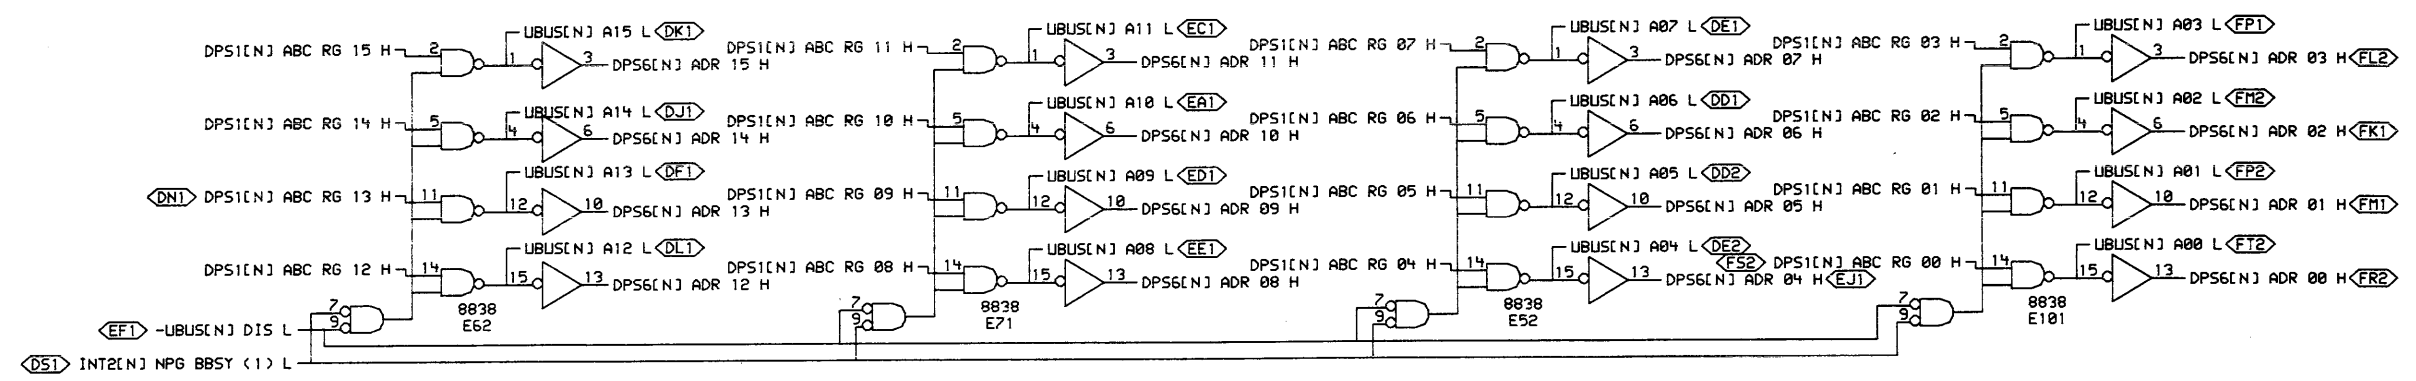 UBUS[N] A15 L DK1
DPS1[N] ABC RG 15 H 2 1 3 DPS6[N] ADR 15 H
UBUS[N] A14 L DJ1
DPS1[N] ABC RG 14 H 5 4 6 DPS6[N] ADR 14 H
UBUS[N] A13 L DF1
DN1 DPS1[N] ABC RG 13 H 11 12 10 DPS6[N] ADR 13 H
UBUS[N] A12 L DL1
DPS1[N] ABC RG 12 H 14 15 13 DPS6[N] ADR 12 H
7 9
8838
E62
UBUS[N] A11 L EC1
DPS1[N] ABC RG 11 H 2 1 3 DPS6[N] ADR 11 H
UBUS[N] A10 L EA1
DPS1[N] ABC RG 10 H 5 4 6 DPS6[N] ADR 10 H
UBUS[N] A09 L ED1
DPS1[N] ABC RG 09 H 11 12 10 DPS6[N] ADR 09 H
UBUS[N] A08 L EE1
DPS1[N] ABC RG 08 H 14 15 13 DPS6[N] ADR 08 H
7 9
8838
E71
UBUS[N] A07 L DE1
DPS1[N] ABC RG 07 H 2 1 3 DPS6[N] ADR 07 H
UBUS[N] A06 L DD1
DPS1[N] ABC RG 06 H 5 4 6 DPS6[N] ADR 06 H
UBUS[N] A05 L DD2
DPS1[N] ABC RG 05 H 11 12 10 DPS6[N] ADR 05 H
UBUS[N] A04 L DE2
DPS1[N] ABC RG 04 H 14 15 13 DPS6[N] ADR 04 H EJ1
7 9
8838
E52
UBUS[N] A03 L FP1
DPS1[N] ABC RG 03 H 2 1 3 DPS6[N] ADR 03 H FL2
UBUS[N] A02 L FM2
DPS1[N] ABC RG 02 H 5 4 6 DPS6[N] ADR 02 H FK1
UBUS[N] A01 L FP2
DPS1[N] ABC RG 01 H 11 12 10 DPS6[N] ADR 01 H FM1
UBUS[N] A00 L FT2
FS2 DPS1[N] ABC RG 00 H 14 15 13 DPS6[N] ADR 00 H FR2
7 9
8838
E101
EF1 -UBUS[N] DIS L
DS1 INT2[N] NPG BBSY (1) L